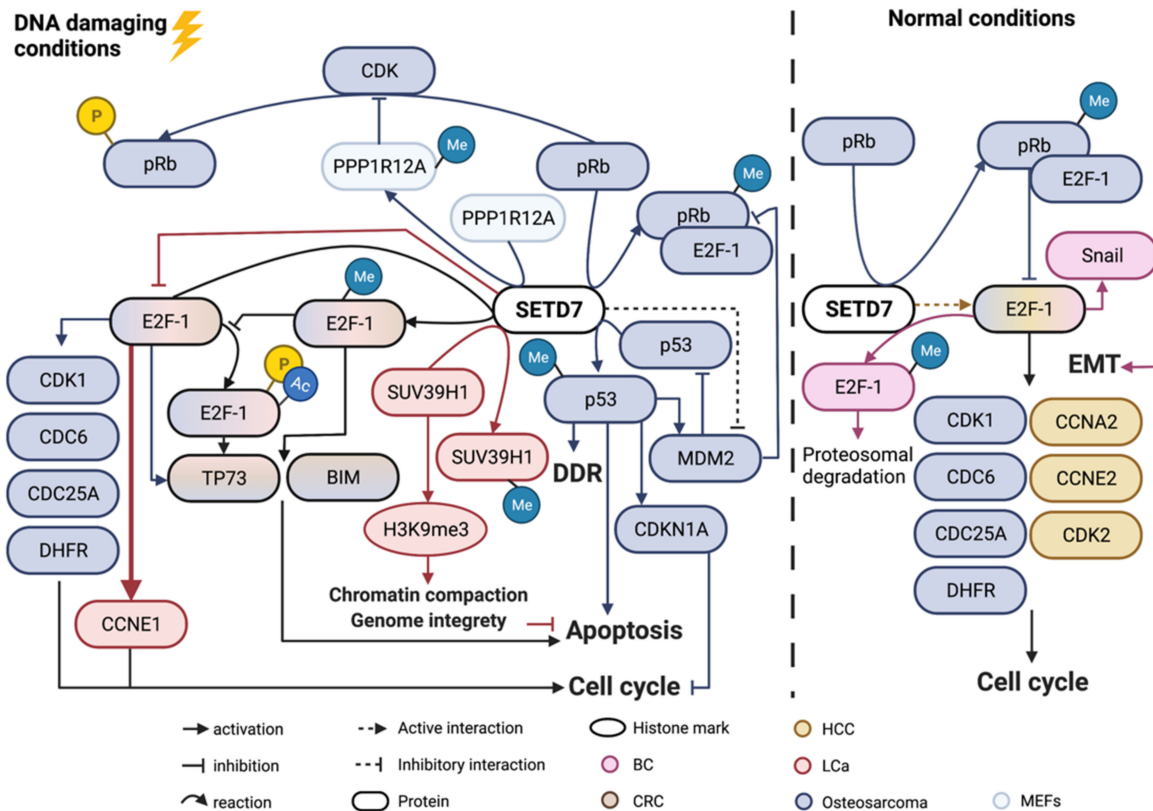 DNA damaging
conditions
Normal conditions
CDK
P
pRb
PPP1R12A
Me
pRb
PPP1R12A
Me
pRb
E2F-1
SETD7
E2F-1
Me
E2F-1
P
Ac
E2F-1
TP73
BIM
CDK1
CDC6
CDC25A
DHFR
CCNE1
SUV39H1
SUV39H1
Me
H3K9me3
Chromatin compaction
Genome integrety
Me
p53
p53
MDM2
DDR
CDKN1A
Apoptosis
Cell cycle
pRb
Me
pRb
E2F-1
Snail
SETD7
E2F-1
Me
E2F-1
EMT
Proteosomal
degradation
CDK1
CCNA2
CDC6
CCNE2
CDC25A
CDK2
DHFR
Cell cycle
activation
Active interaction
Histone mark
HCC
inhibition
Inhibitory interaction
BC
LCa
reaction
Protein
CRC
Osteosarcoma
MEFs